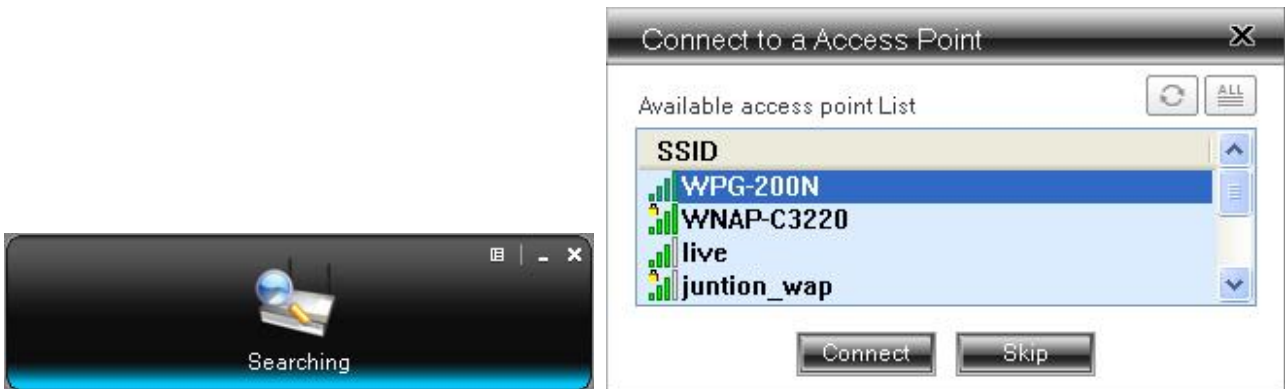 Searching
Connect to a Access Point
Available access point List
ALL
SSID
WPG-200N
WNAP-C3220
live
juntion_wap
Connect
Skip